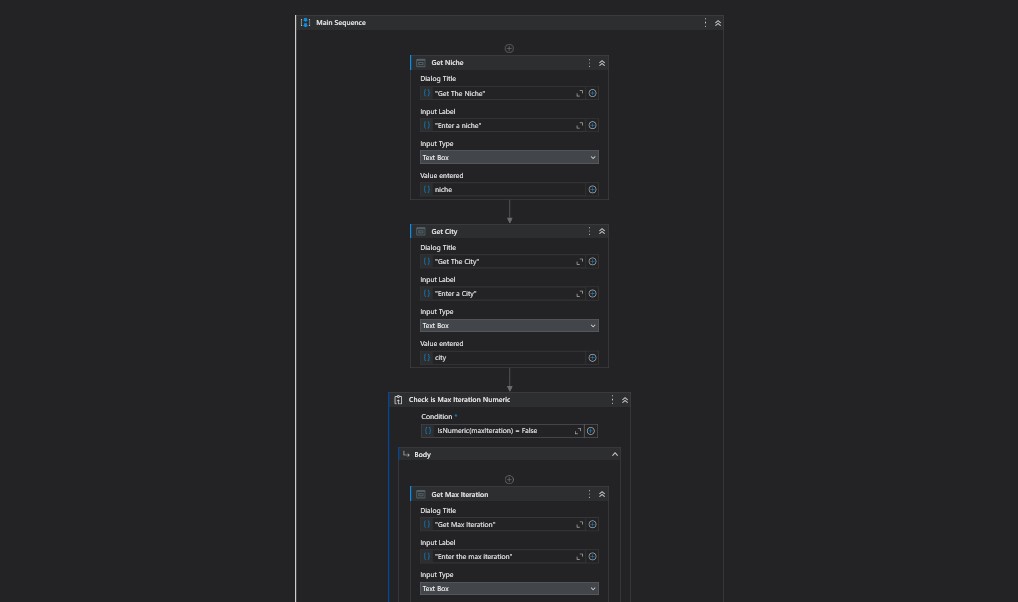 Main Sequence
Get Niche
Dialog Title
"Get The Niche"
Input Label
"Enter a niche"
Input Type
Text Box
Value entered
niche
Get City
Dialog Title
"Get The City"
Input Label
"Enter a City"
Input Type
Text Box
Value entered
city
Check is Max Iteration Numeric
Condition *
IsNumeric(maxIteration) = False
Body
Get Max Iteration
Dialog Title
"Get Max Iteration"
Input Label
"Enter the max iteration"
Input Type
Text Box